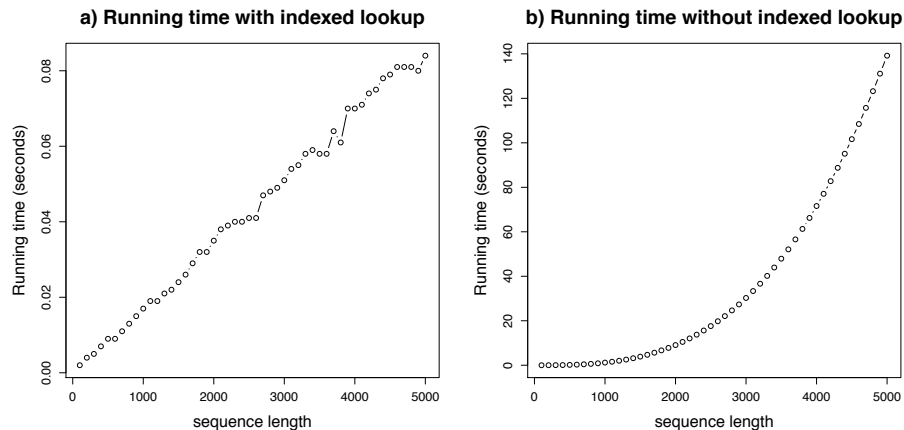 a) Running time with indexed lookup
Running time (seconds)
0.08
0.06
0.04
0.02
0.00
0 1000 2000 3000 4000 5000
sequence length
b) Running time without indexed lookup
Running time (seconds)
140
120
100
80
60
40
20
0
0 1000 2000 3000 4000 5000
sequence length